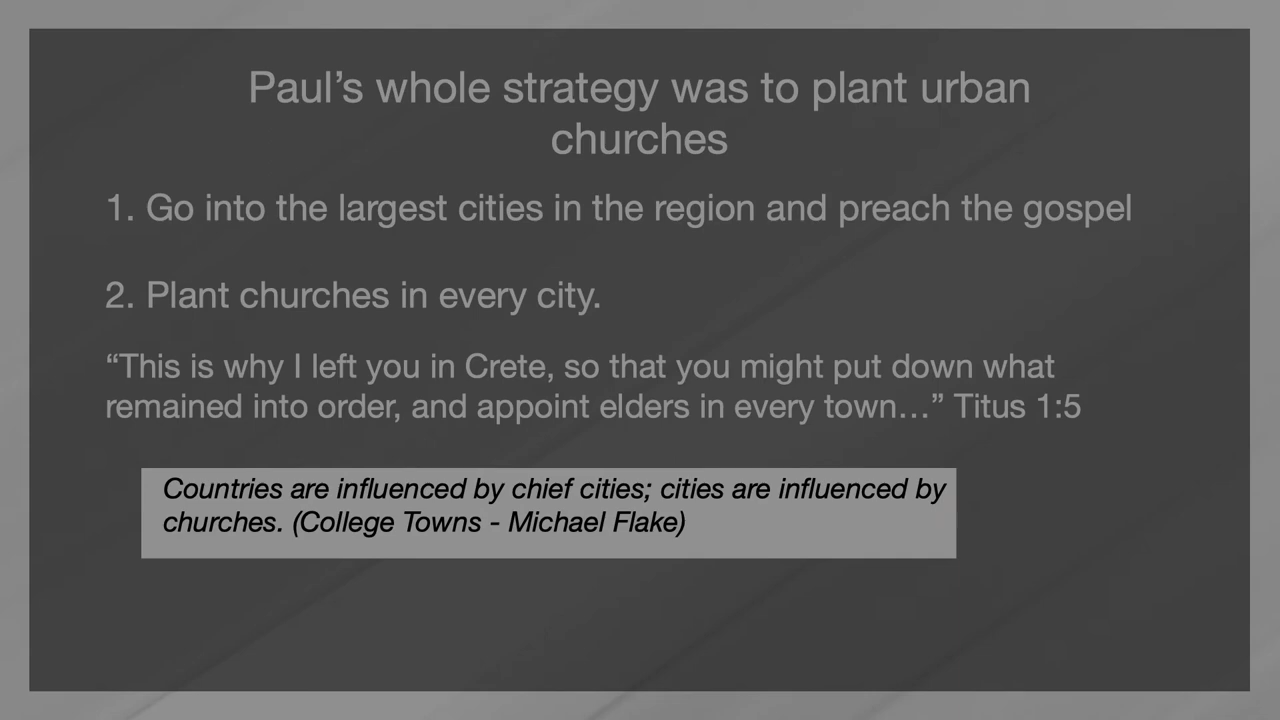 Paul’s whole strategy was to plant urban
churches
1. Go into the largest cities in the region and preach the gospel
2. Plant churches in every city.
“This is why I left you in Crete, so that you might put down what
remained into order, and appoint elders in every town…” Titus 1:5
Countries are influenced by chief cities; cities are influenced by
churches. (College Towns - Michael Flake)